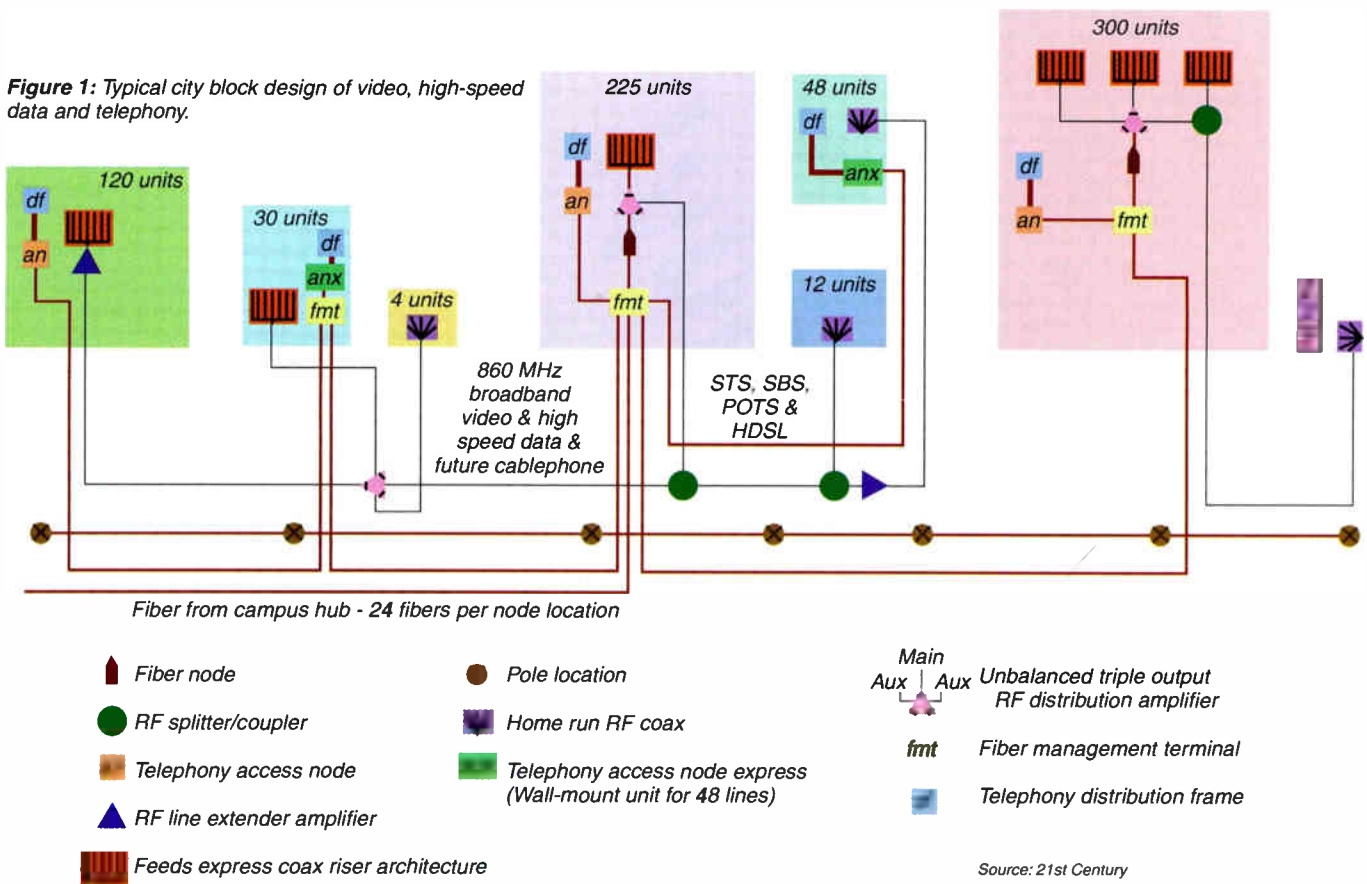 Figure 1: Typical city block design of video, high-speed
data and telephony.
120 units
df
an
30 units
df
anx
fmt
4 units
225 units
df
an
fmt
48 units
df
anx
12 units
300 units
df
an
fmt
860 MHz
broadband
video & high
speed data &
future cablephone
STS, SBS,
POTS &
HDSL
Fiber from campus hub - 24 fibers per node location
Fiber node
RF splitter/coupler
Telephony access node
RF line extender amplifier
Feeds express coax riser architecture
Pole location
Home run RF coax
Telephony access node express
(Wall-mount unit for 48 lines)
Main
Aux Aux Unbalanced triple output
RF distribution amplifier
fmt Fiber management terminal
Telephony distribution frame
Source: 21st Century